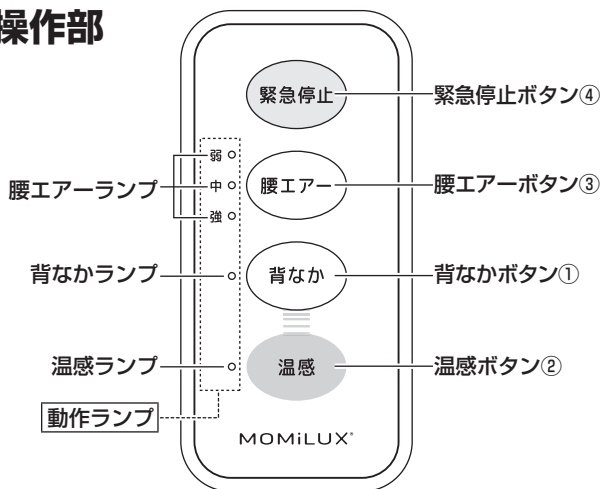 操作部
緊急停止
緊急停止ボタン④
弱
腰エアーランプ
中
腰エアー
腰エアーボタン③
強
背なかランプ
背なか
背なかボタン①
温感ランプ
温感
温感ボタン②
動作ランプ
MOMiLUX®